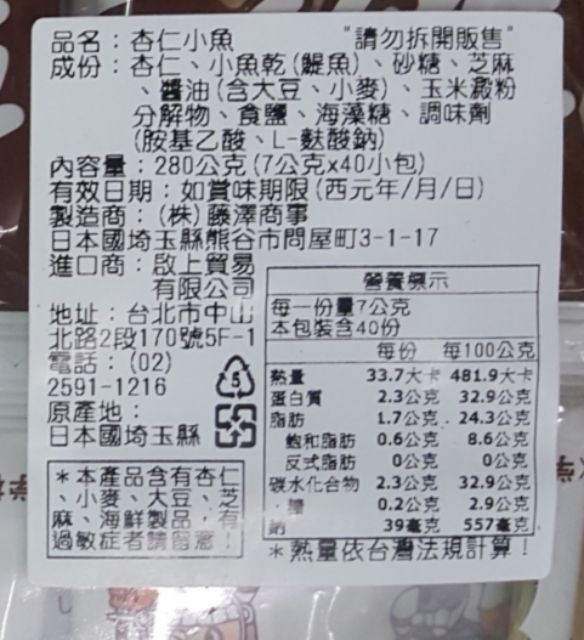 品名：杏仁小魚 "請勿拆開販售"
成份：杏仁、小魚乾(鯷魚)、砂糖、芝麻
、醬油(含大豆、小麥)、玉米澱粉
分解物、食鹽、海藻糖、調味劑
(胺基乙酸、L-麩酸鈉)
內容量：280公克(7公克x40小包)
有效日期：如賞味期限(西元年/月/日)
製造商：(株)藤澤商事
日本國埼玉縣熊谷市問屋町3-1-17
進口商：啟上貿易
有限公司
地址：台北市中山
北路2段170號5F-1
電話：(02)
2591-1216
原產地：
日本國埼玉縣
5
＊本產品含有杏仁
、小麥、大豆、芝
麻、海鮮製品，有
過敏症者請留意！
營養標示
每一份量7公克
本包裝含40份
每份 每100公克
熱量 33.7大卡 481.9大卡
蛋白質 2.3公克 32.9公克
脂肪 1.7公克 24.3公克
飽和脂肪 0.6公克 8.6公克
反式脂肪 0公克 0公克
碳水化合物 2.3公克 32.9公克
糖 0.2公克 2.9公克
鈉 39毫克 557毫克
＊熱量依台灣法規計算！